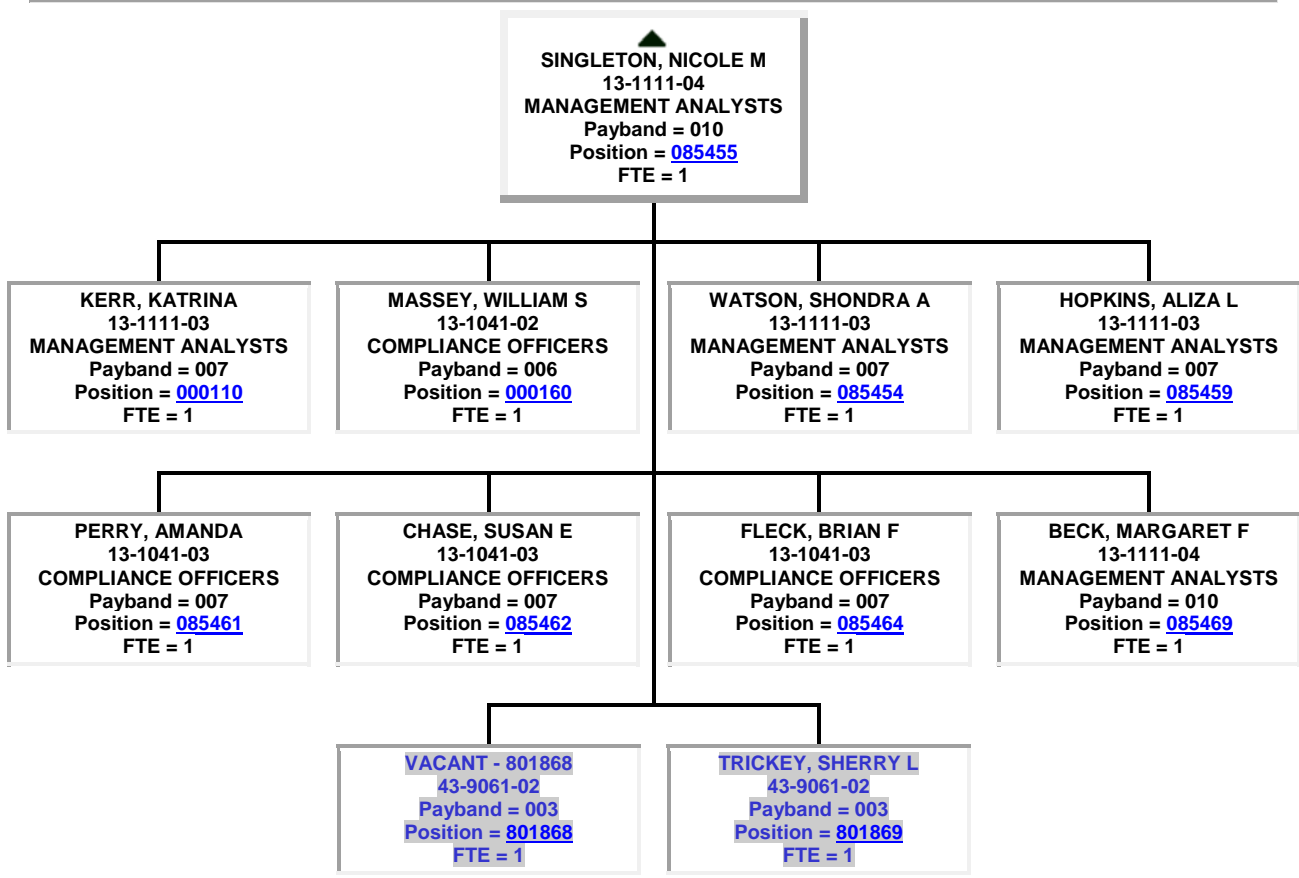 SINGLETON, NICOLE M
13-1111-04
MANAGEMENT ANALYSTS
Payband = 010
Position = 085455
FTE = 1
KERR, KATRINA
13-1111-03
MANAGEMENT ANALYSTS
Payband = 007
Position = 000110
FTE = 1
MASSEY, WILLIAM S
13-1041-02
COMPLIANCE OFFICERS
Payband = 006
Position = 000160
FTE = 1
WATSON, SHONDRA A
13-1111-03
MANAGEMENT ANALYSTS
Payband = 007
Position = 085454
FTE = 1
HOPKINS, ALIZA L
13-1111-03
MANAGEMENT ANALYSTS
Payband = 007
Position = 085459
FTE = 1
PERRY, AMANDA
13-1041-03
COMPLIANCE OFFICERS
Payband = 007
Position = 085461
FTE = 1
CHASE, SUSAN E
13-1041-03
COMPLIANCE OFFICERS
Payband = 007
Position = 085462
FTE = 1
FLECK, BRIAN F
13-1041-03
COMPLIANCE OFFICERS
Payband = 007
Position = 085464
FTE = 1
BECK, MARGARET F
13-1111-04
MANAGEMENT ANALYSTS
Payband = 010
Position = 085469
FTE = 1
VACANT - 801868
43-9061-02
Payband = 003
Position = 801868
FTE = 1
TRICKEY, SHERRY L
43-9061-02
Payband = 003
Position = 801869
FTE = 1